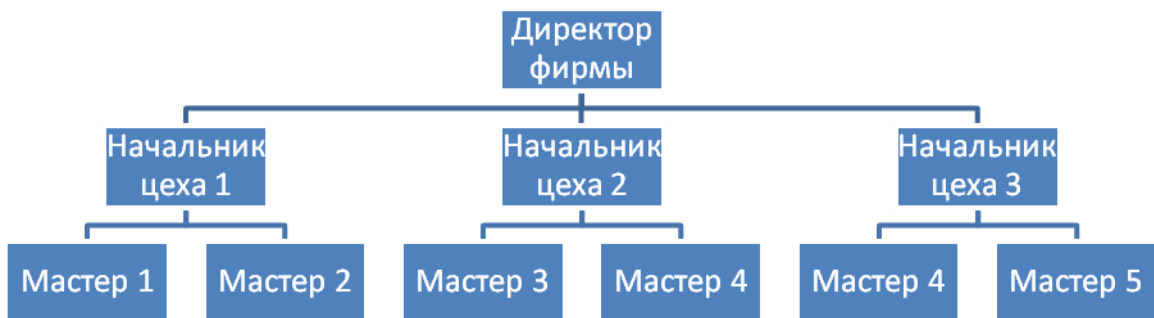 Директор
фирмы
Начальник
цеха 1
Начальник
цеха 2
Начальник
цеха 3
Мастер 1
Мастер 2
Мастер 3
Мастер 4
Мастер 4
Мастер 5